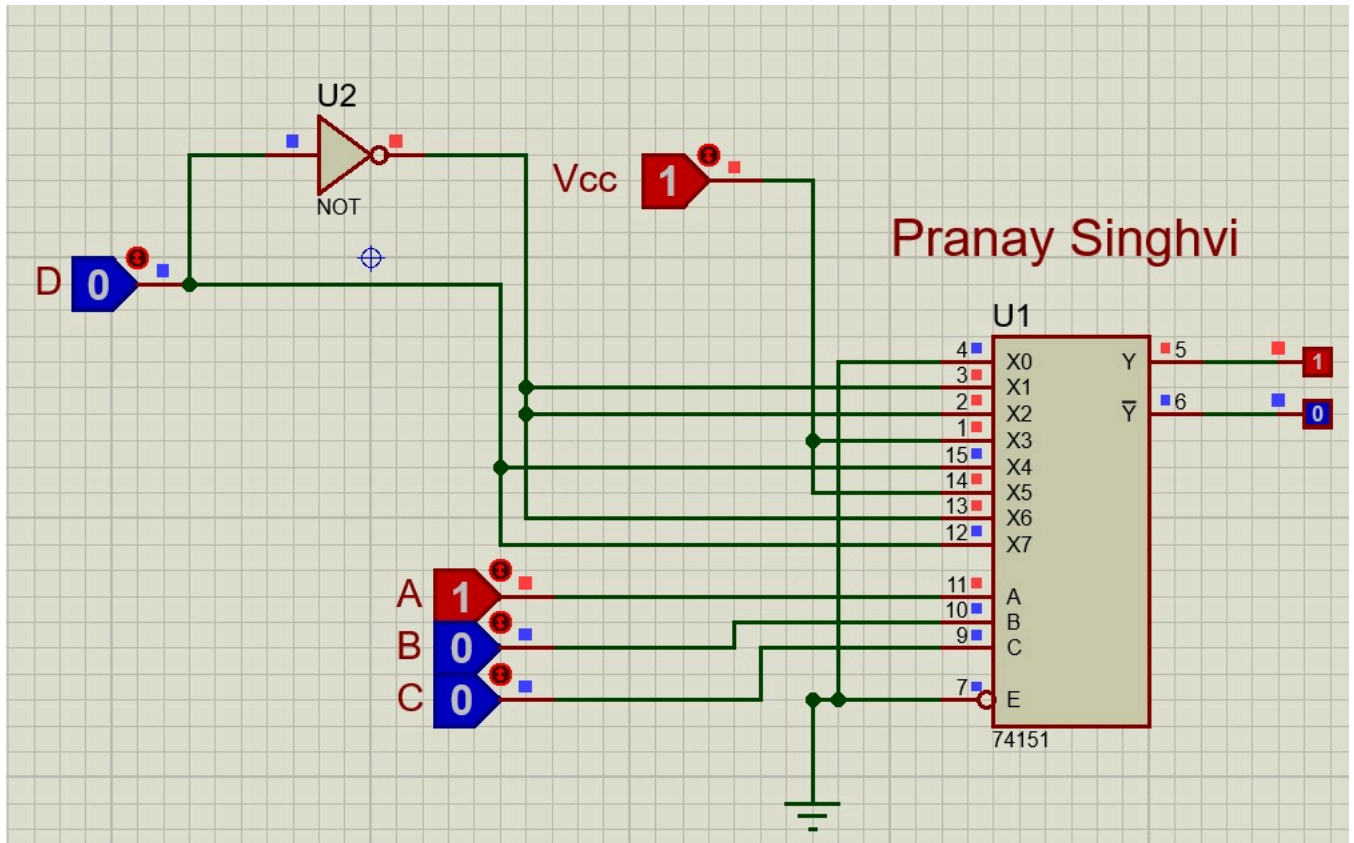 U2
NOT
Vcc 1
Pranay Singhvi
D 0
U1
4 X0 Y 5 1
3 X1
2 X2 Y 6 0
1 X3
15 X4
14 X5
13 X6
12 X7
A 1 11 A
B 0 10 B
C 0 9 C
7 E
74151